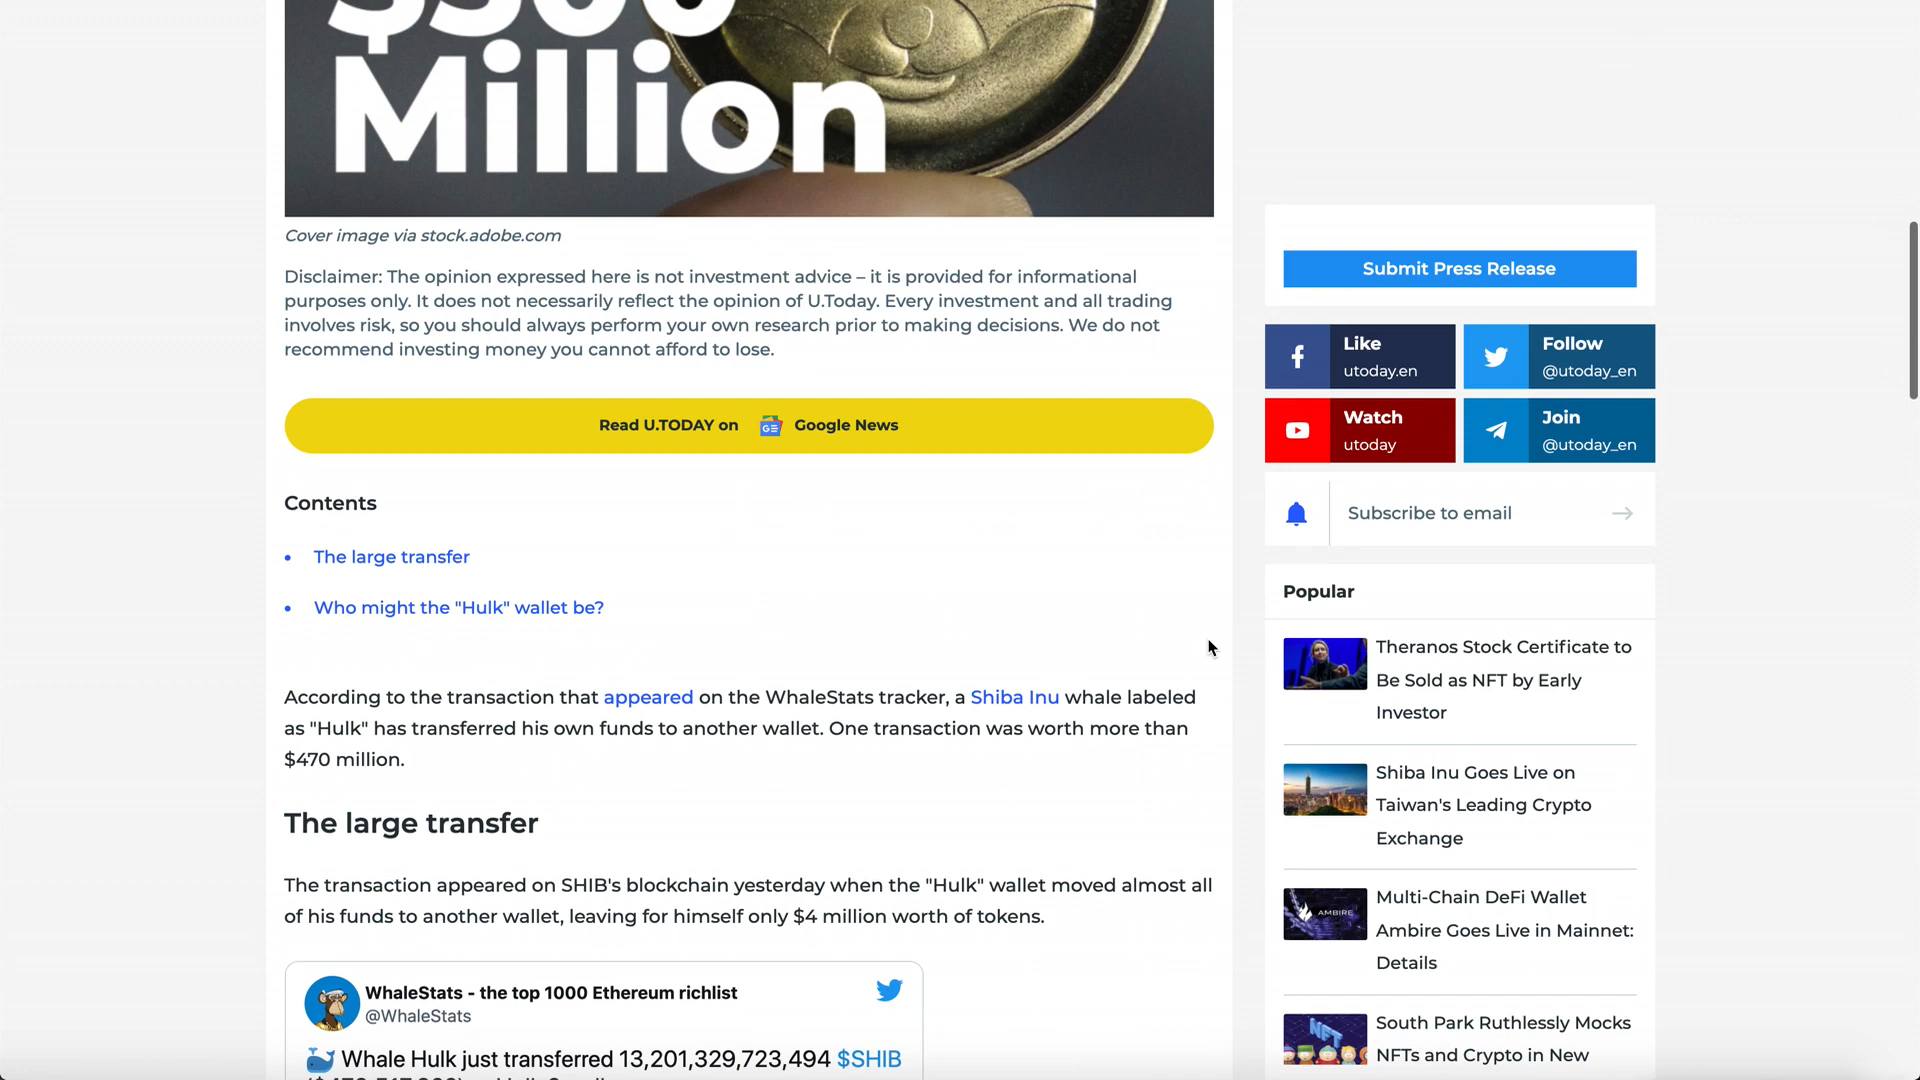 Million
Cover image via stock.adobe.com
Disclaimer: The opinion expressed here is not investment advice – it is provided for informational
purposes only. It does not necessarily reflect the opinion of U.Today. Every investment and all trading
involves risk, so you should always perform your own research prior to making decisions. We do not
recommend investing money you cannot afford to lose.
Read U.TODAY on Google News
Contents
• The large transfer
• Who might the "Hulk" wallet be?
According to the transaction that appeared on the WhaleStats tracker, a Shiba Inu whale labeled
as "Hulk" has transferred his own funds to another wallet. One transaction was worth more than
$470 million.
The large transfer
The transaction appeared on SHIB's blockchain yesterday when the "Hulk" wallet moved almost all
of his funds to another wallet, leaving for himself only $4 million worth of tokens.
WhaleStats - the top 1000 Ethereum richlist
@WhaleStats
Whale Hulk just transferred 13,201,329,723,494 $SHIB
Submit Press Release
Like
utoday.en
Follow
@utoday_en
Watch
utoday
Join
@utoday_en
Subscribe to email
Popular
Theranos Stock Certificate to
Be Sold as NFT by Early
Investor
Shiba Inu Goes Live on
Taiwan's Leading Crypto
Exchange
AMBIRE
Multi-Chain DeFi Wallet
Ambire Goes Live in Mainnet:
Details
NFT
South Park Ruthlessly Mocks
NFTs and Crypto in New